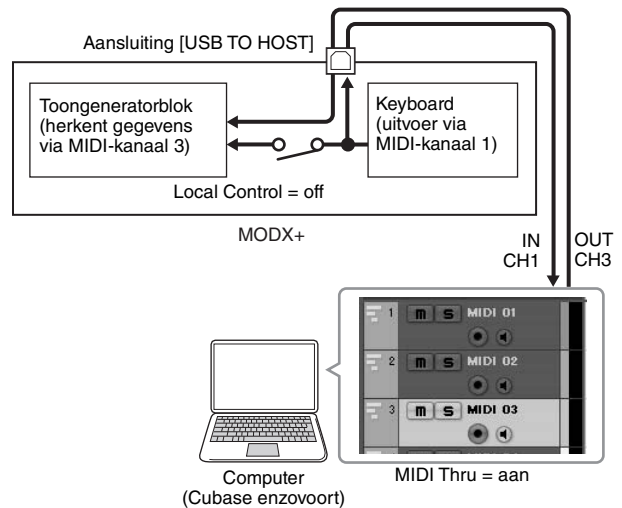 Aansluiting [USB TO HOST]
Toongeneratorblok
(herkent gegevens
via MIDI-kanaal 3)
Keyboard
(uitvoer via
MIDI-kanaal 1)
Local Control = off
MODX+
IN
CH1
OUT
CH3
1 m S MIDI 01
2 m S MIDI 02
3 m S MIDI 03
Computer
(Cubase enzovoort)
MIDI Thru = aan